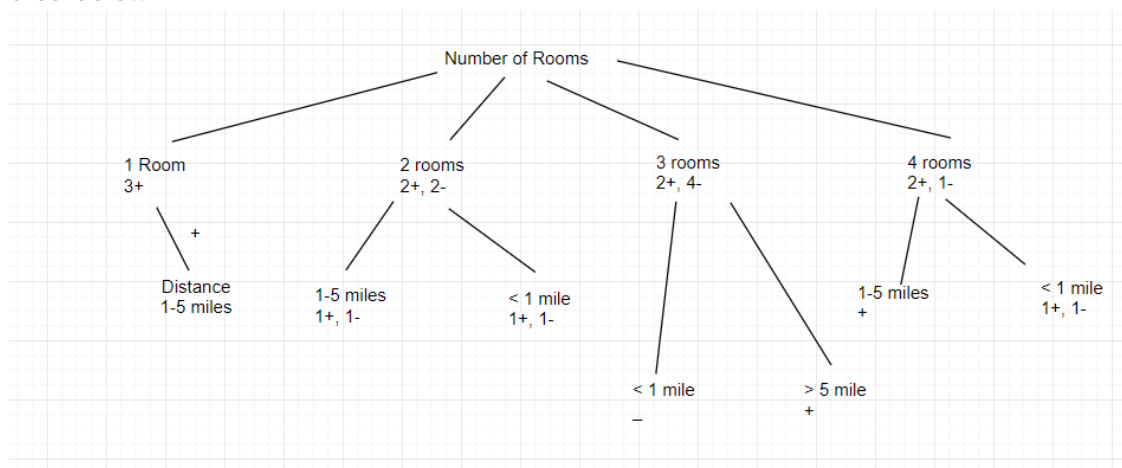 Number of Rooms
1 Room
3+
2 rooms
2+, 2-
3 rooms
2+, 4-
4 rooms
2+, 1-
+
Distance
1-5 miles
1-5 miles
1+, 1-
< 1 mile
1+, 1-
1-5 miles
+
< 1 mile
1+, 1-
< 1 mile
–
> 5 mile
+